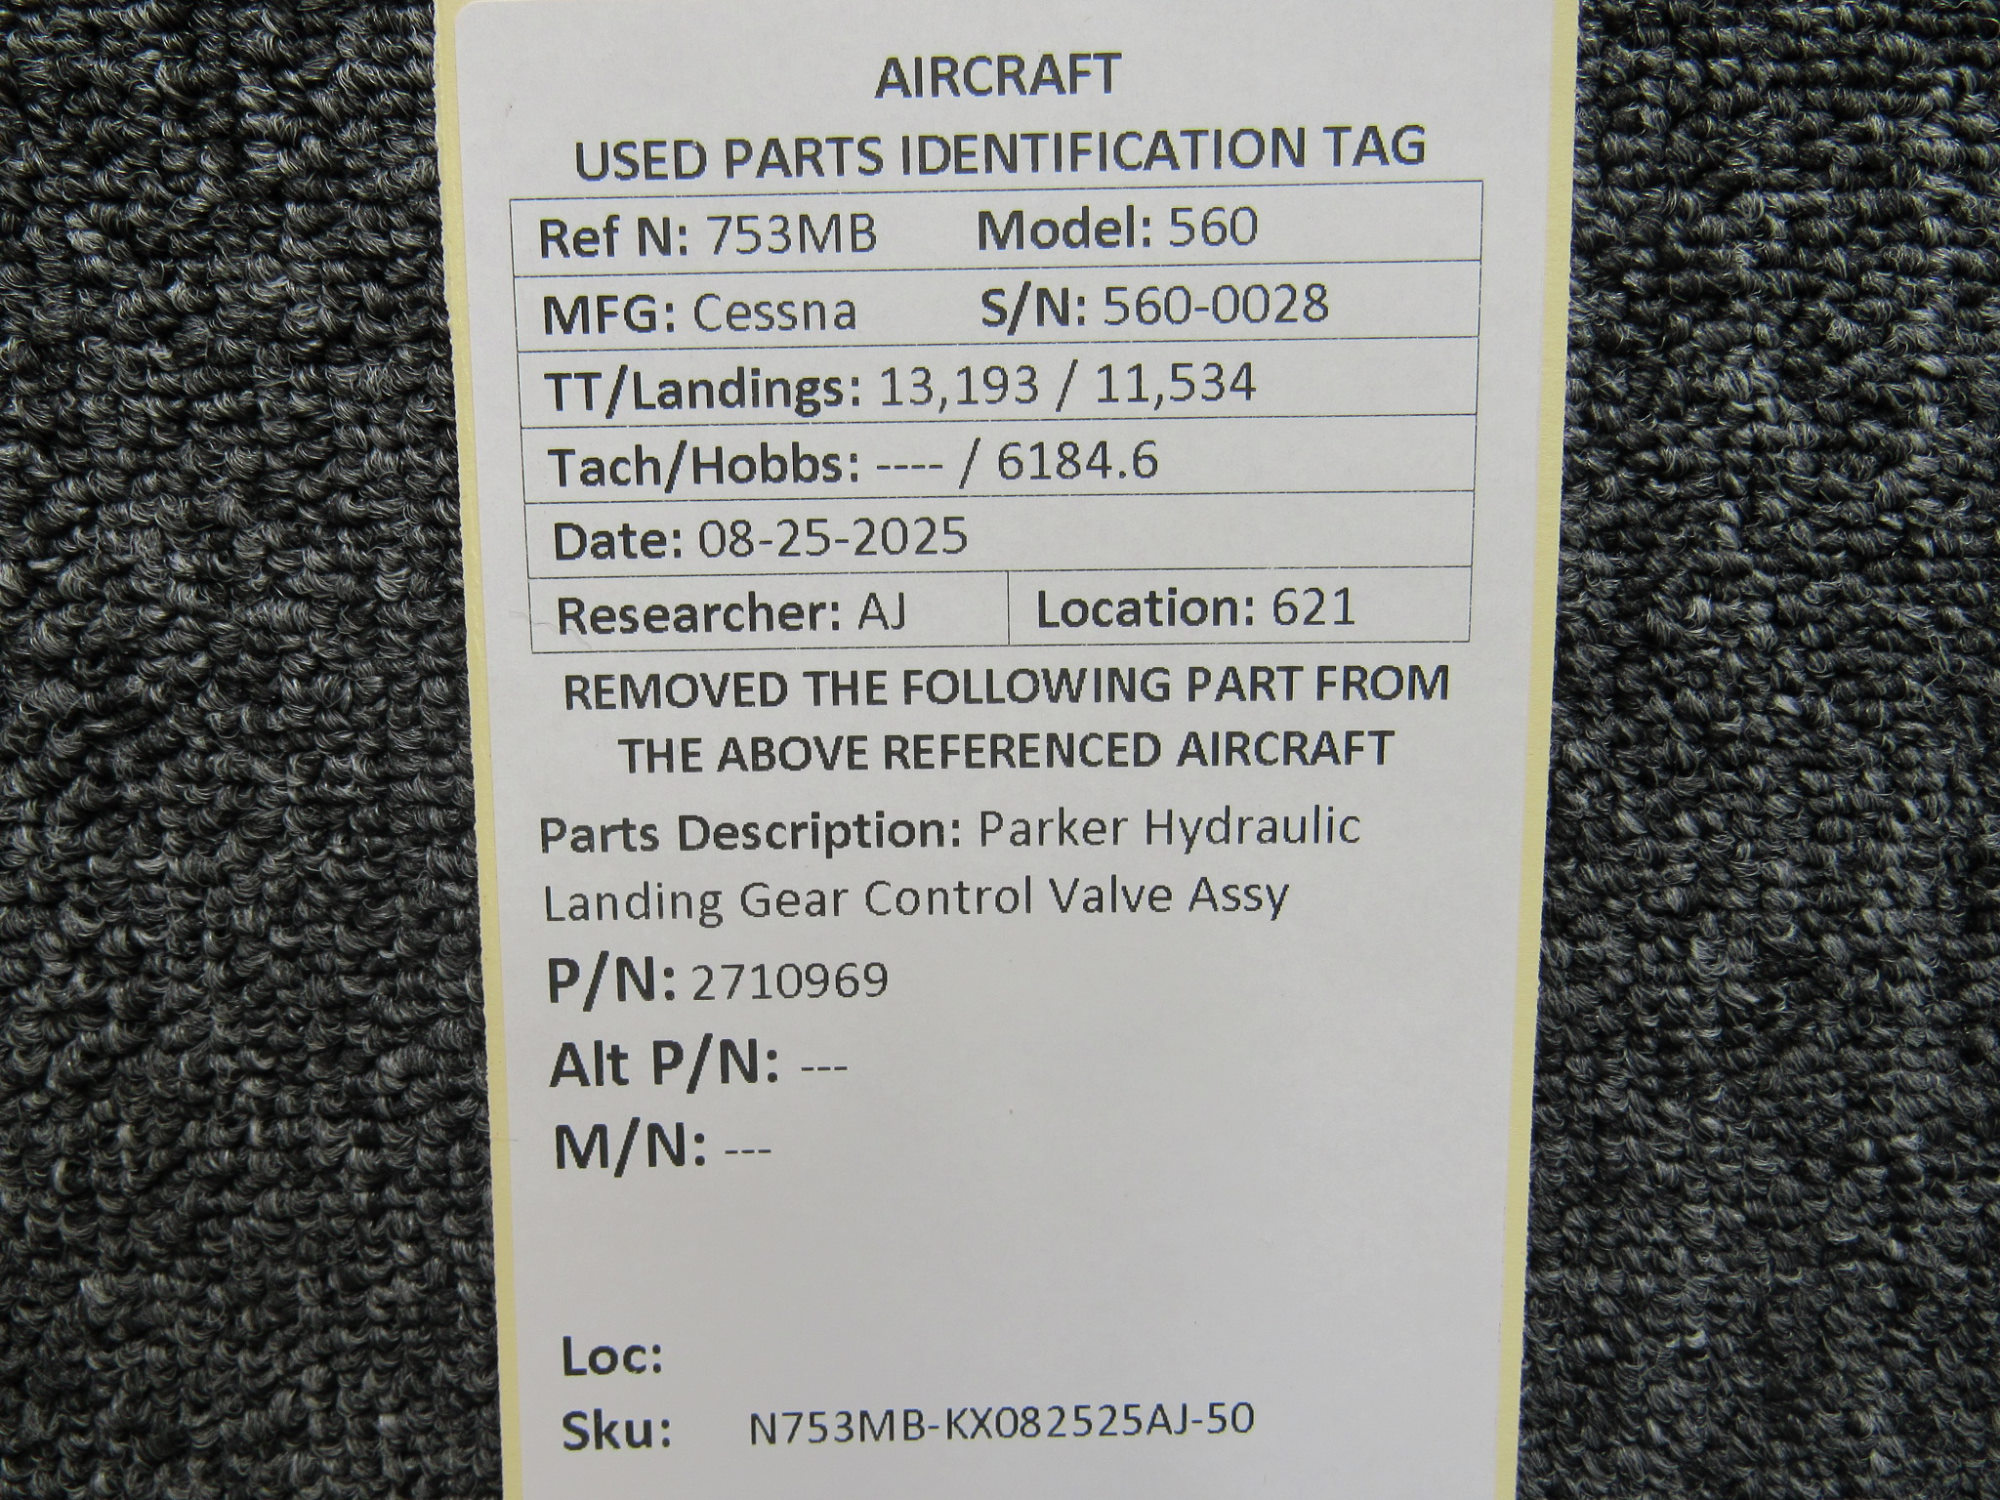 AIRCRAFT
USED PARTS IDENTIFICATION TAG
Ref N: 753MB Model: 560
MFG: Cessna S/N: 560-0028
TT/Landings: 13,193 / 11,534
Tach/Hobbs: ---- / 6184.6
Date: 08-25-2025
Researcher: AJ Location: 621
REMOVED THE FOLLOWING PART FROM
THE ABOVE REFERENCED AIRCRAFT
Parts Description: Parker Hydraulic
Landing Gear Control Valve Assy
P/N: 2710969
Alt P/N: ---
M/N: ---
Loc:
Sku: N753MB-KX082525AJ-50